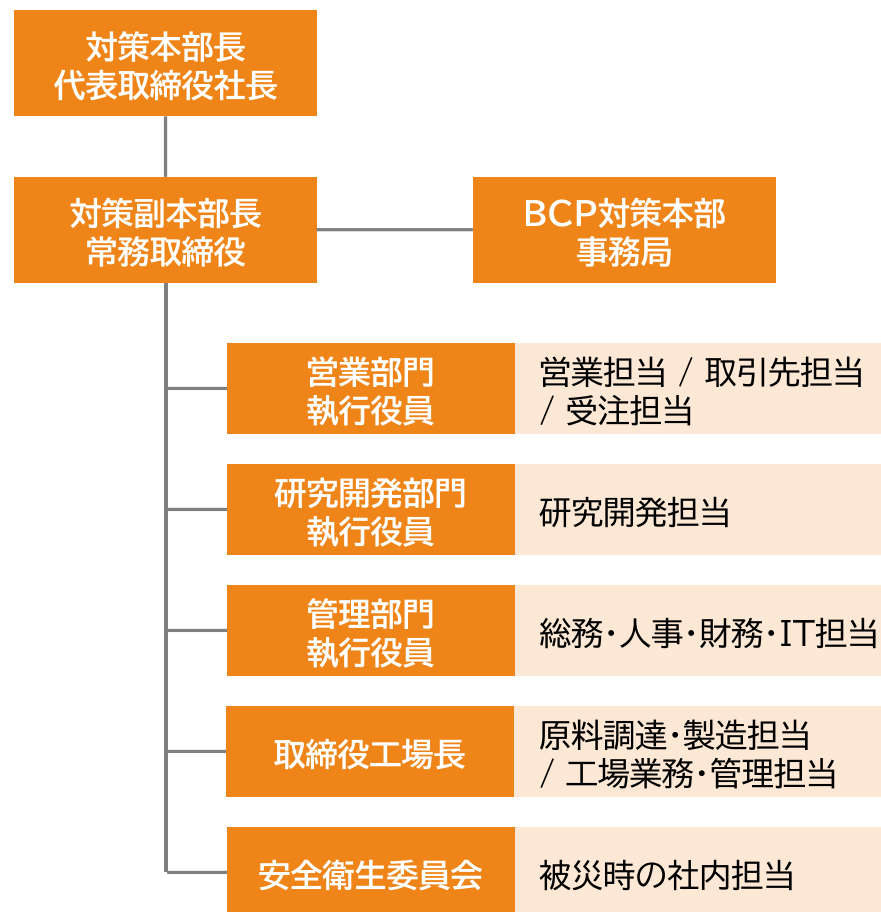 対策本部長
代表取締役社長
対策副本部長
常務取締役
BCP対策本部
事務局
営業部門
執行役員
営業担当 / 取引先担当
/ 受注担当
研究開発部門
執行役員
研究開発担当
管理部門
執行役員
総務・人事・財務・IT担当
取締役工場長
原料調達・製造担当
/ 工場業務・管理担当
安全衛生委員会
被災時の社内担当